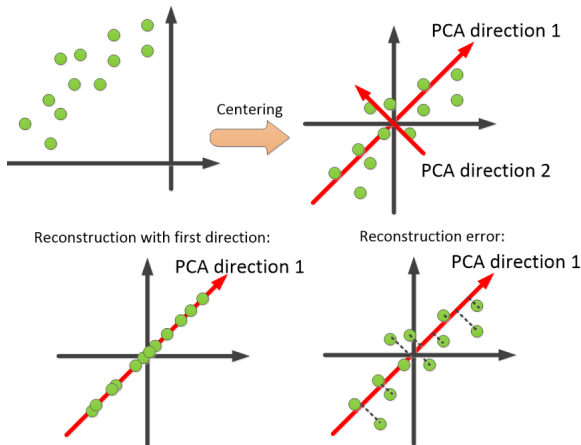 PCA direction 1
Centering
PCA direction 2
Reconstruction with first direction:
Reconstruction error:
PCA direction 1
PCA direction 1